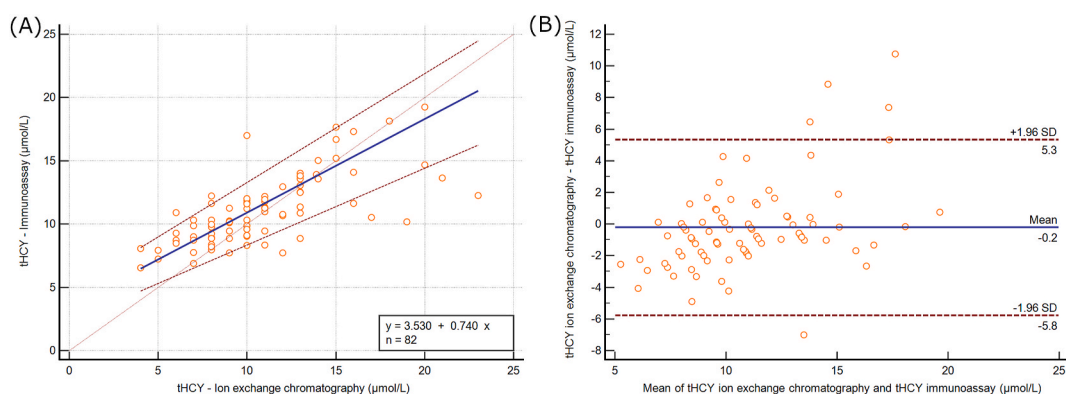 (A)
25
20
15
10
5
0
tHCY - Immunoassay (µmol/L)
y = 3.530 + 0.740 x
n = 82
0 5 10 15 20 25
tHCY - Ion exchange chromatography (µmol/L)
(B)
12
10
8
6
4
2
0
-2
-4
-6
-8
tHCY ion exchange chromatography - tHCY immunoassay (µmol/L)
+1.96 SD
5.3
Mean
-0.2
-1.96 SD
-5.8
5 10 15 20 25
Mean of tHCY ion exchange chromatography and tHCY immunoassay (µmol/L)